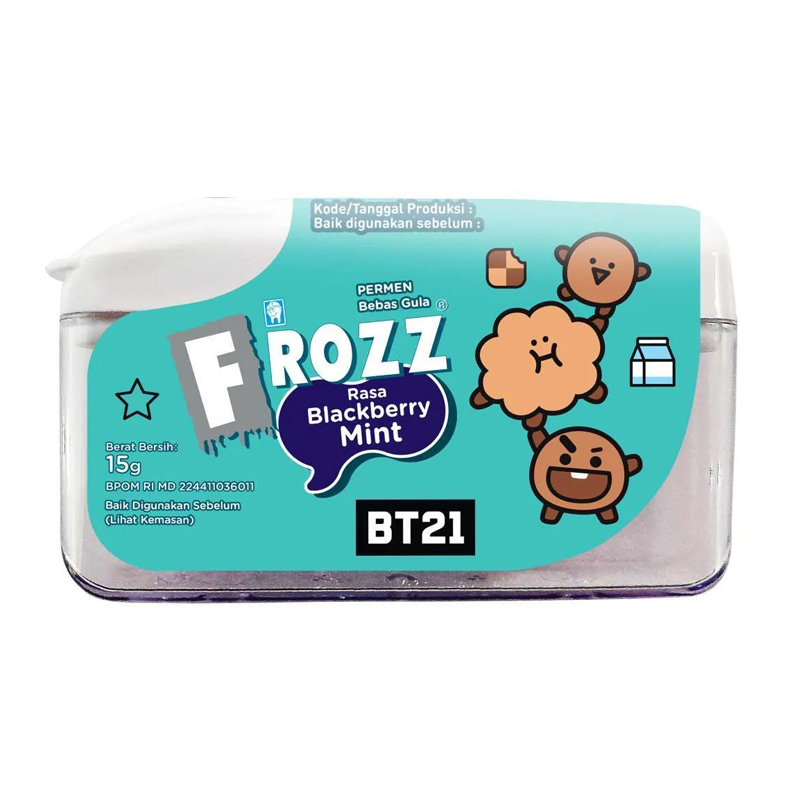 Kode/Tanggal Produksi :
Baik digunakan sebelum :
PERMEN
Bebas Gula ®
FROZZ
Rasa
Blackberry
Mint
Berat Bersih:
15g
BPOM RI MD 224411036011
Baik Digunakan Sebelum
(Lihat Kemasan)
BT21